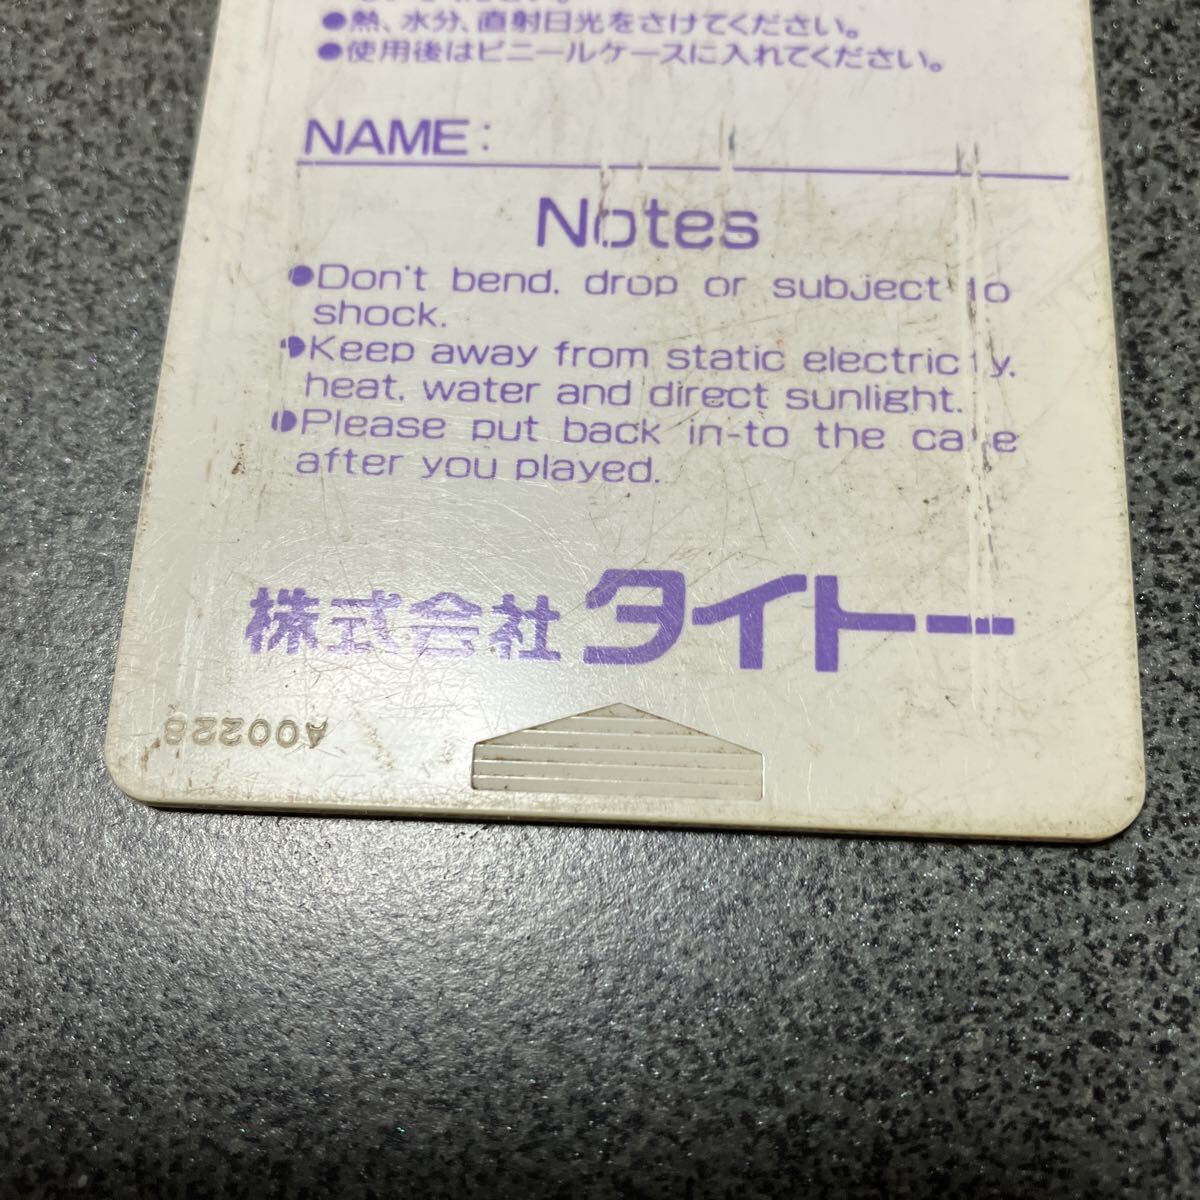 ●熱、水分、直射日光をさけてください。
●使用後はビニールケースに入れてください。
NAME:
Notes
●Don't bend, drop or subject to
shock.
●Keep away from static electricity,
heat, water and direct sunlight.
●Please put back in-to the case
after you played.
株式会社タイトー
A00228